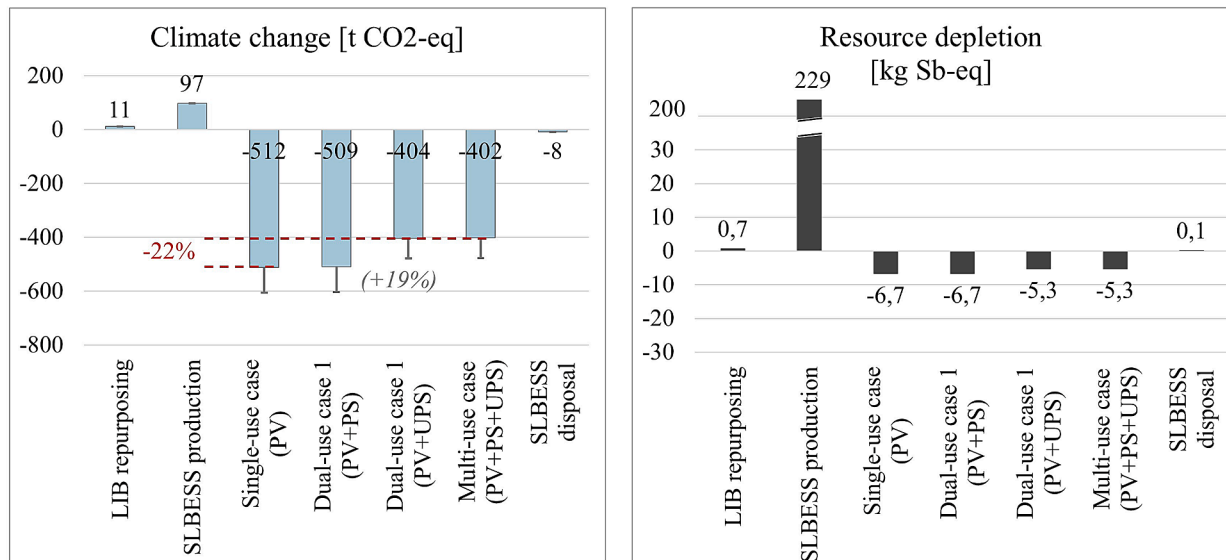 Climate change [t CO2-eq]
200
0
-200
-400
-600
-800
11
97
-512
-509
-404
-402
-8
-22%
(+19%)
LIB repurposing
SLBESS production
Single-use case
(PV)
Dual-use case 1
(PV+PS)
Dual-use case 1
(PV+UPS)
Multi-use case
(PV+PS+UPS)
SLBESS
disposal
Resource depletion
[kg Sb-eq]
200
30
20
10
0
-10
-20
-30
0,7
229
-6,7
-6,7
-5,3
-5,3
0,1
LIB repurposing
SLBESS production
Single-use case
(PV)
Dual-use case 1
(PV+PS)
Dual-use case 1
(PV+UPS)
Multi-use case
(PV+PS+UPS)
SLBESS
disposal